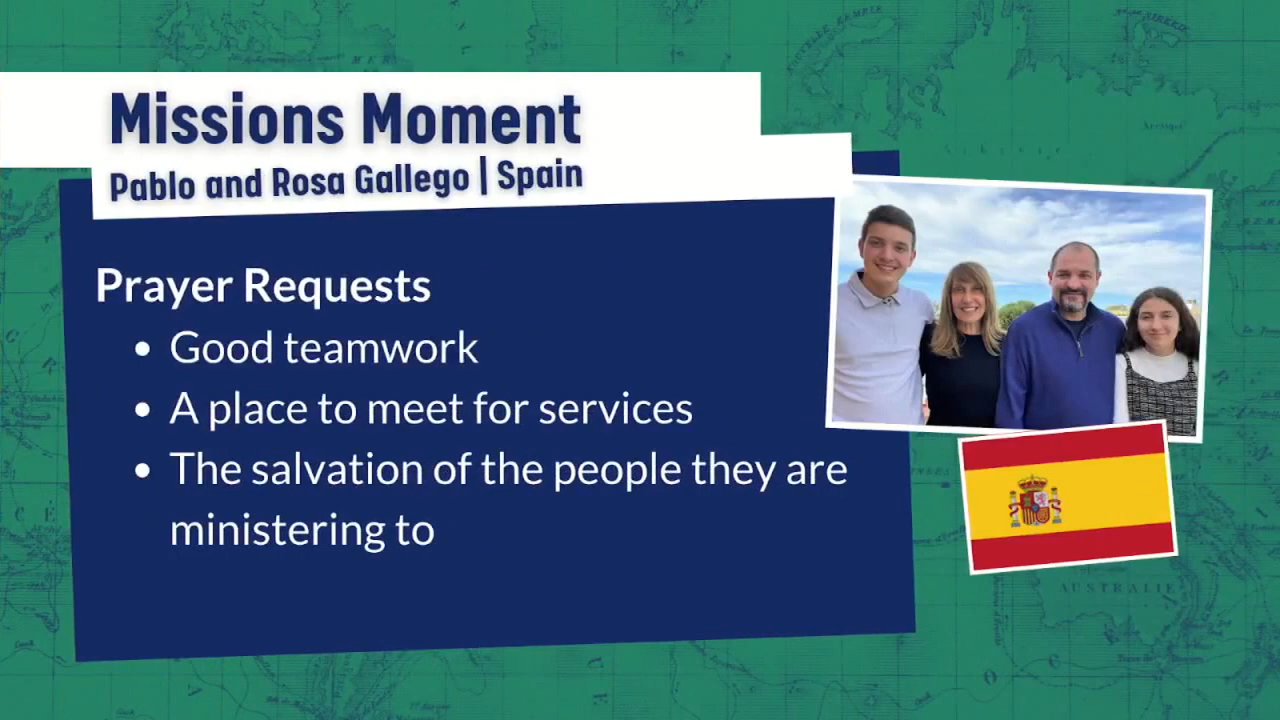 Missions Moment
Pablo and Rosa Gallego | Spain
Prayer Requests
• Good teamwork
• A place to meet for services
• The salvation of the people they are
ministering to
AUSTRALIE